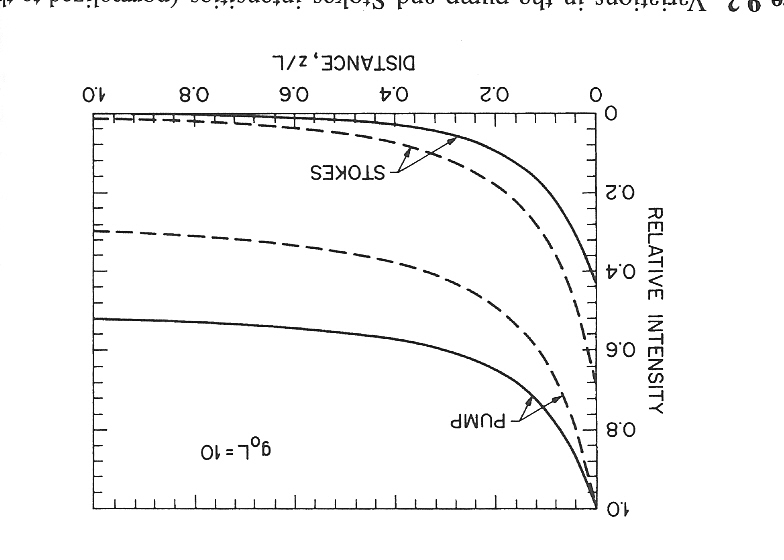 RELATIVE INTENSITY
1.0
0.8
0.6
0.4
0.2
0
g₀L = 10
PUMP
STOKES
0 0.2 0.4 0.6 0.8 1.0
DISTANCE, z/L
9.2 Variations in the pump and Stokes intensities (normalized to